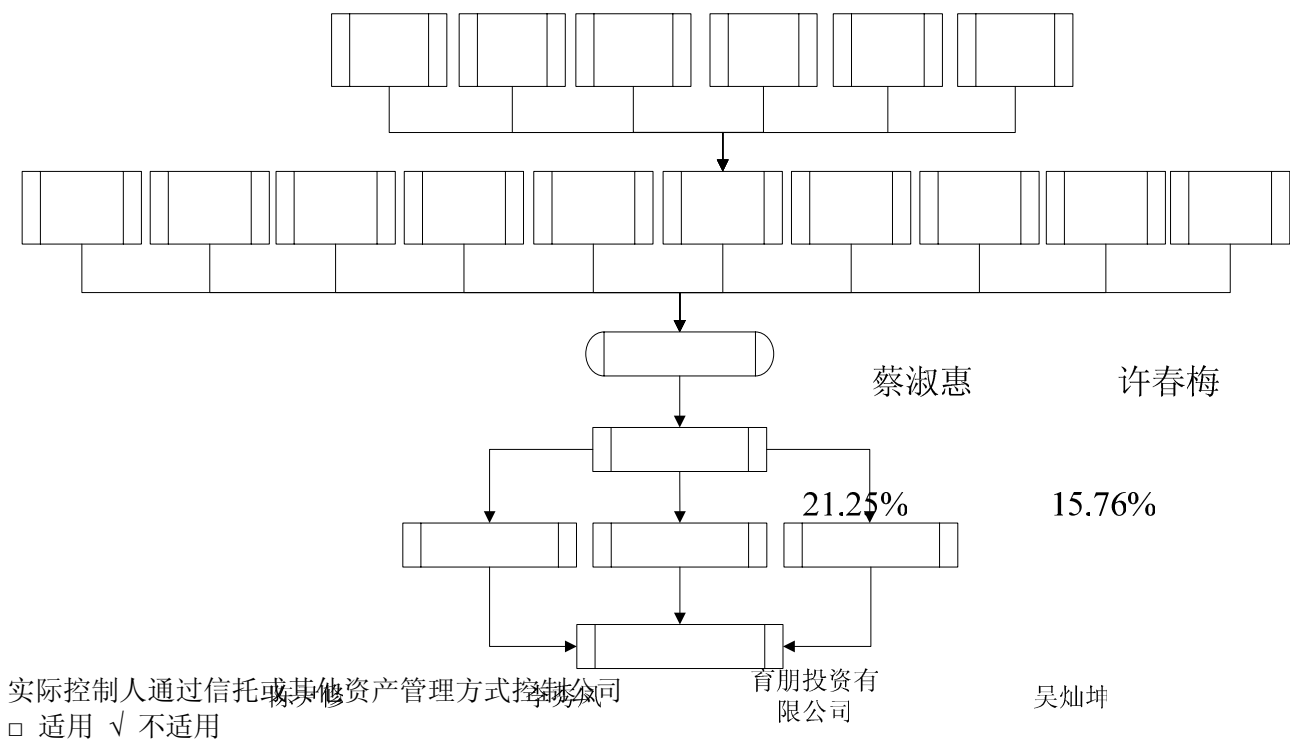 蔡淑惠 许春梅
21.25% 15.76%
育朋投资有
限公司
吴灿坤
实际控制人通过信托或其他资产管理方式控制公司
□ 适用 √ 不适用